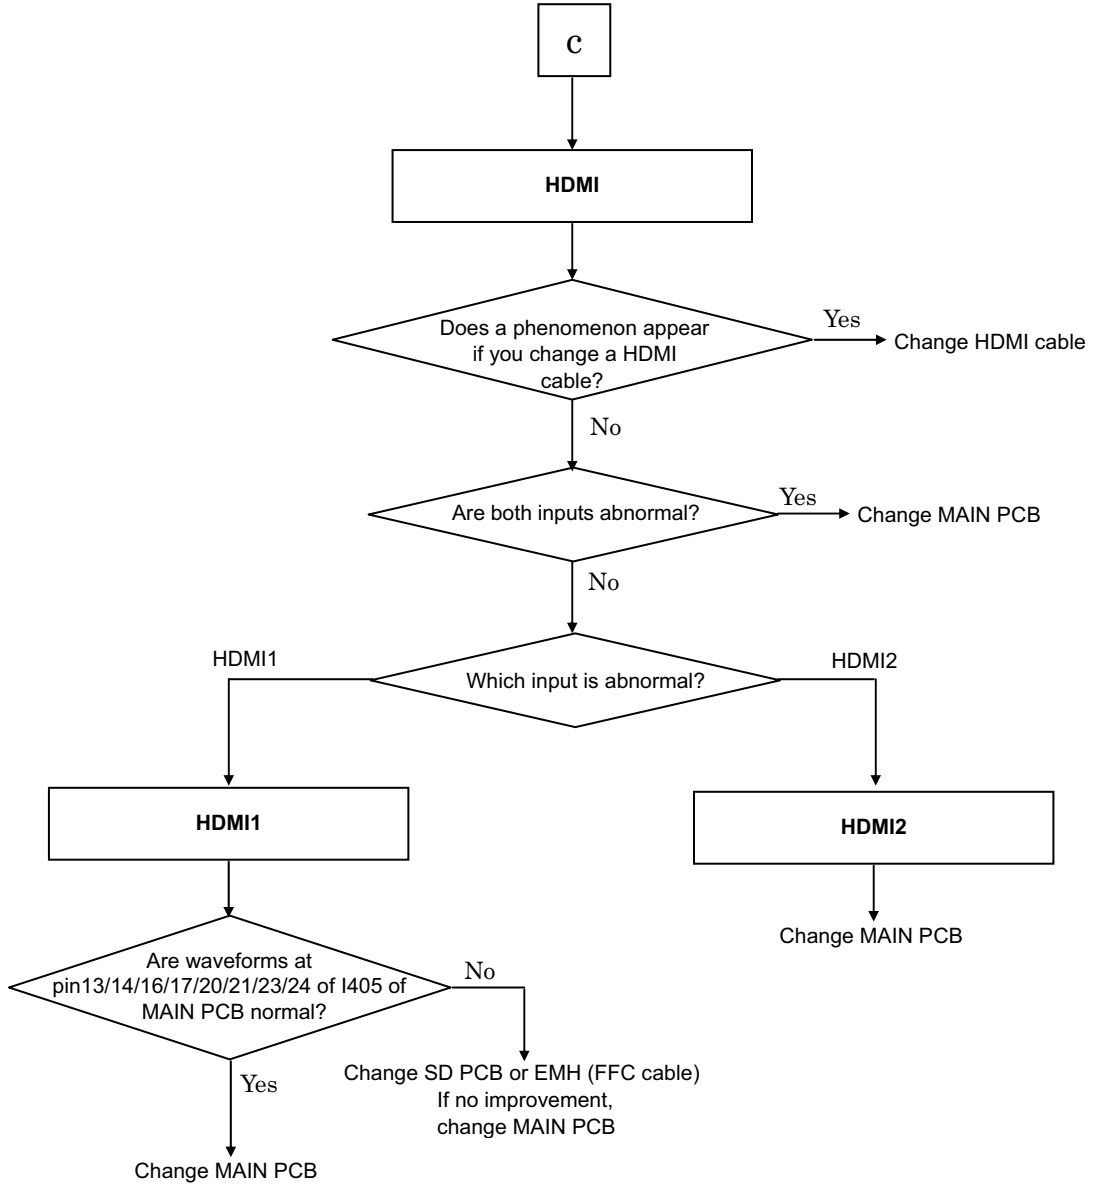 c
HDMI
Does a phenomenon appear
if you change a HDMI
cable?
Yes
Change HDMI cable
No
Are both inputs abnormal?
Yes
Change MAIN PCB
No
HDMI1
Which input is abnormal?
HDMI2
HDMI1
HDMI2
Change MAIN PCB
Are waveforms at
pin13/14/16/17/20/21/23/24 of I405 of
MAIN PCB normal?
No
Change SD PCB or EMH (FFC cable)
If no improvement,
change MAIN PCB
Yes
Change MAIN PCB